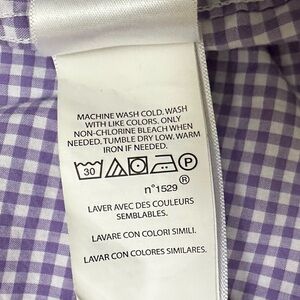 MACHINE WASH COLD. WASH
WITH LIKE COLORS. ONLY
NON-CHLORINE BLEACH WHEN
NEEDED. TUMBLE DRY LOW. WARM
IRON IF NEEDED.
30 P
®
n°1529
LAVER AVEC DES COULEURS
SEMBLABLES.
LAVARE CON COLORI SIMILI.
LAVAR CON COLORES SIMILARES.